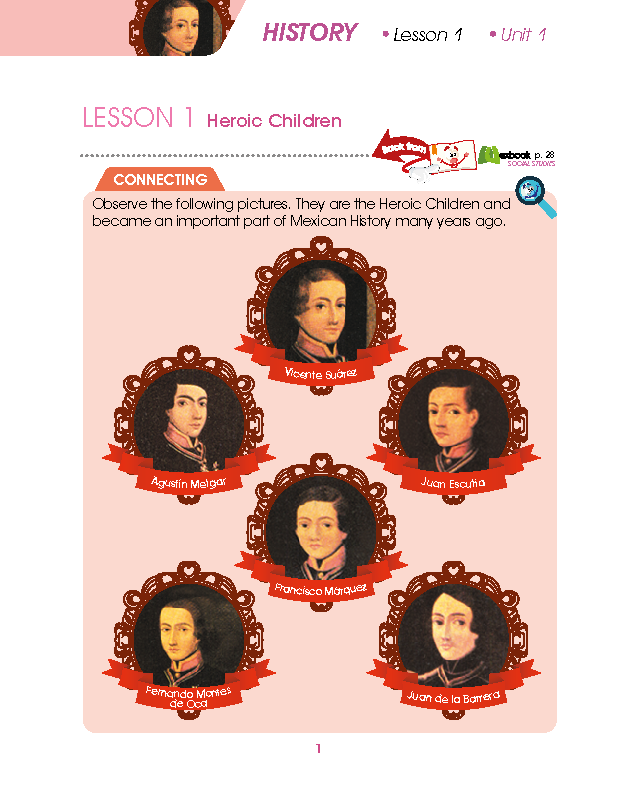 HISTORY • Lesson 1 • Unit 1
LESSON 1 Heroic Children
Back from
Texbook p. 28
SOCIAL STUDIES
CONNECTING
Observe the following pictures. They are the Heroic Children and
became an important part of Mexican History many years ago.
Vicente Suárez
Agustín Melgar
Juan Escutia
Francisco Márquez
Fernando Montes
de Oca
Juan de la Barrera
1